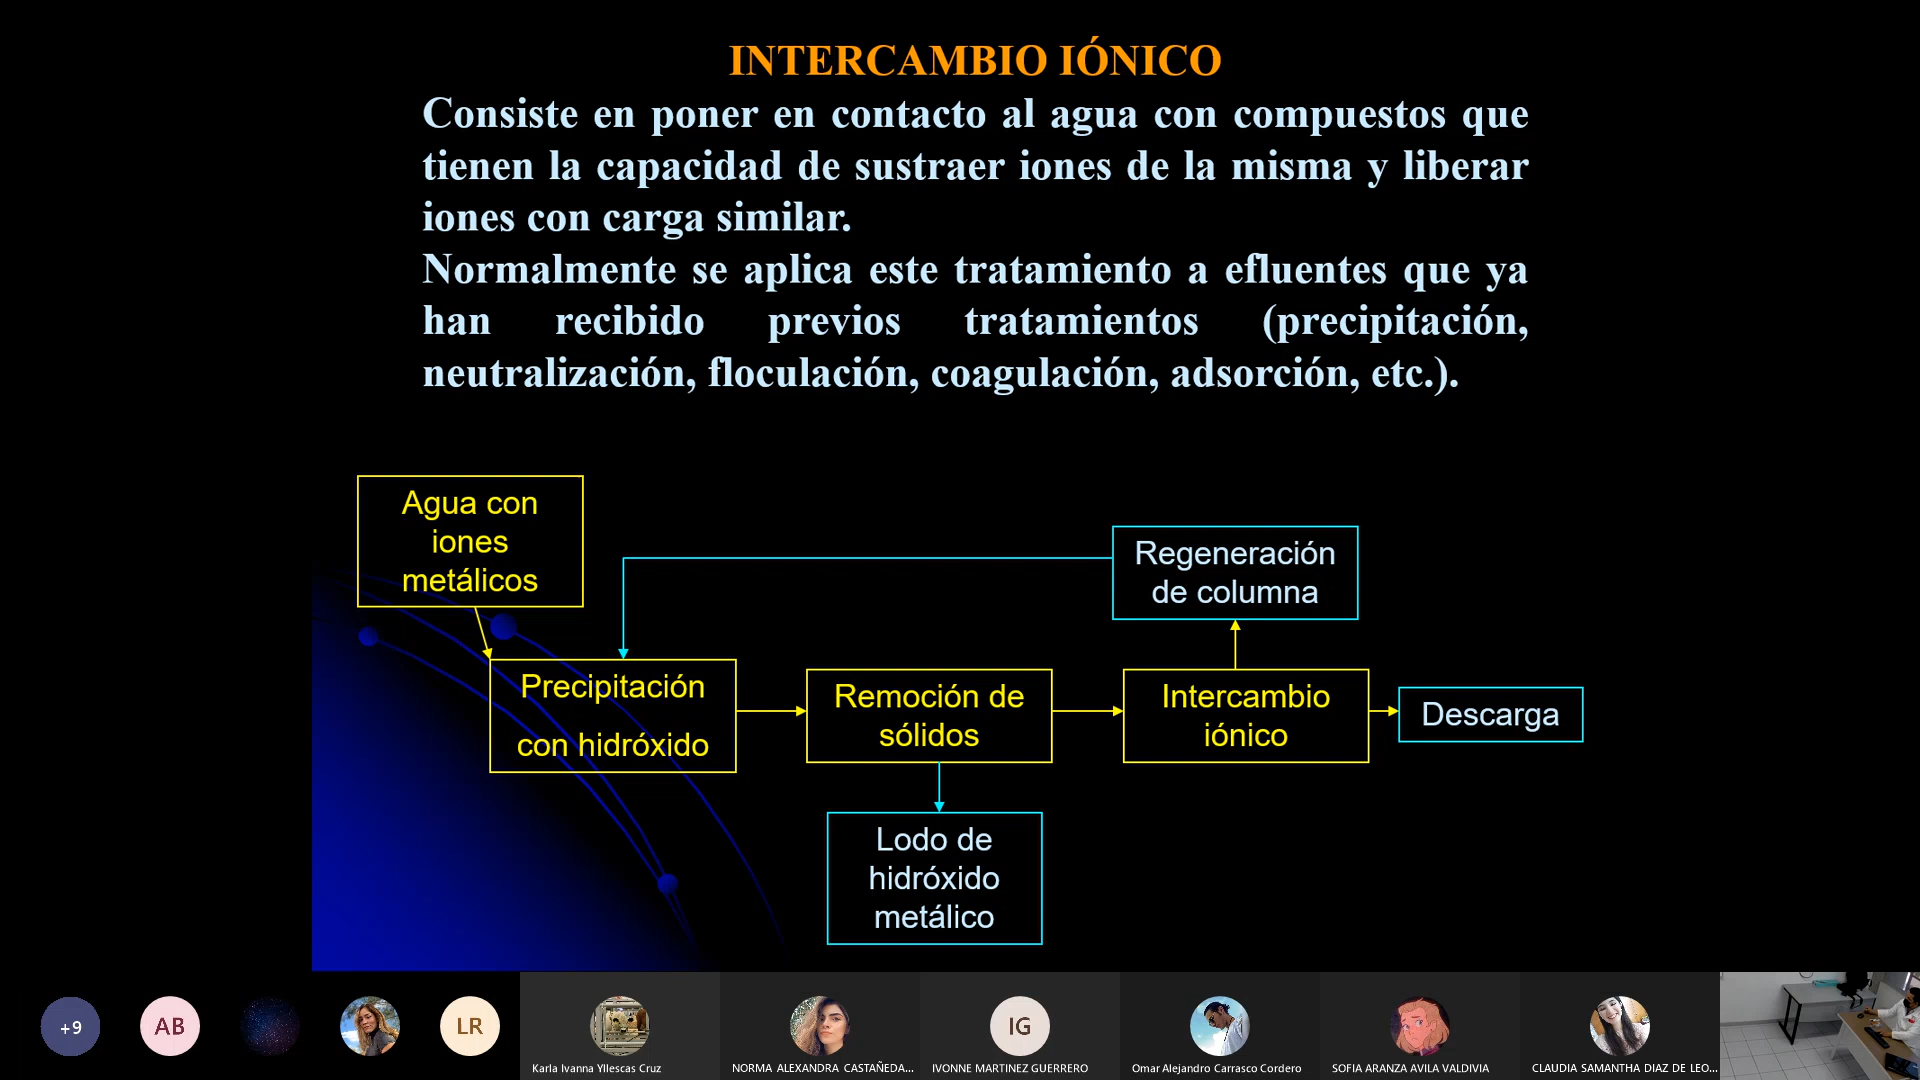 INTERCAMBIO IÓNICO
Consiste en poner en contacto al agua con compuestos que
tienen la capacidad de sustraer iones de la misma y liberar
iones con carga similar.
Normalmente se aplica este tratamiento a efluentes que ya
han recibido previos tratamientos (precipitación,
neutralización, floculación, coagulación, adsorción, etc.).
Agua con
iones
metálicos
Regeneración
de columna
Precipitación
con hidróxido
Remoción de
sólidos
Intercambio
iónico
Descarga
Lodo de
hidróxido
metálico
+9
AB
LR
IG
Karla Ivanna Yllescas Cruz
NORMA ALEXANDRA CASTAÑEDA...
IVONNE MARTINEZ GUERRERO
Omar Alejandro Carrasco Cordero
SOFIA ARANZA AVILA VALDIVIA
CLAUDIA SAMANTHA DIAZ DE LEO...